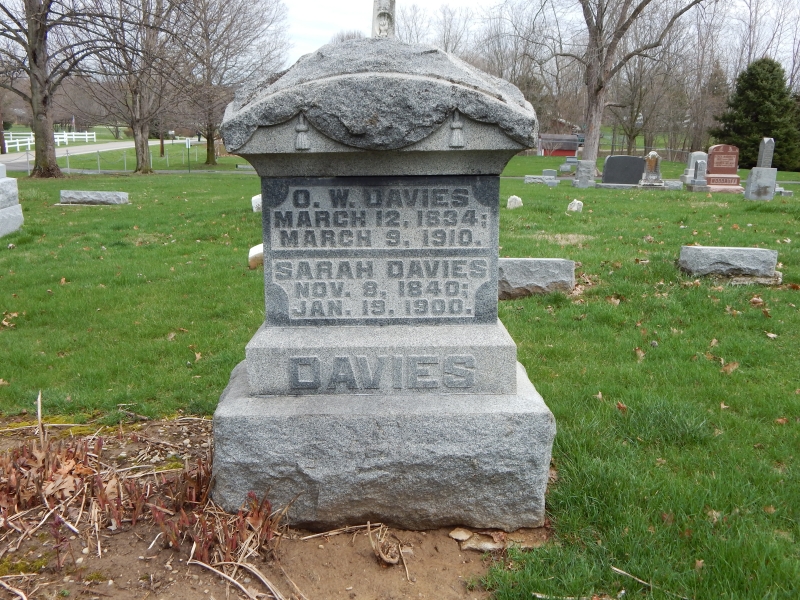 O. W. DAVIES
MARCH 12, 1834;
MARCH 9, 1910.
SARAH DAVIES
NOV. 8, 1840;
JAN. 19, 1900.
DAVIES